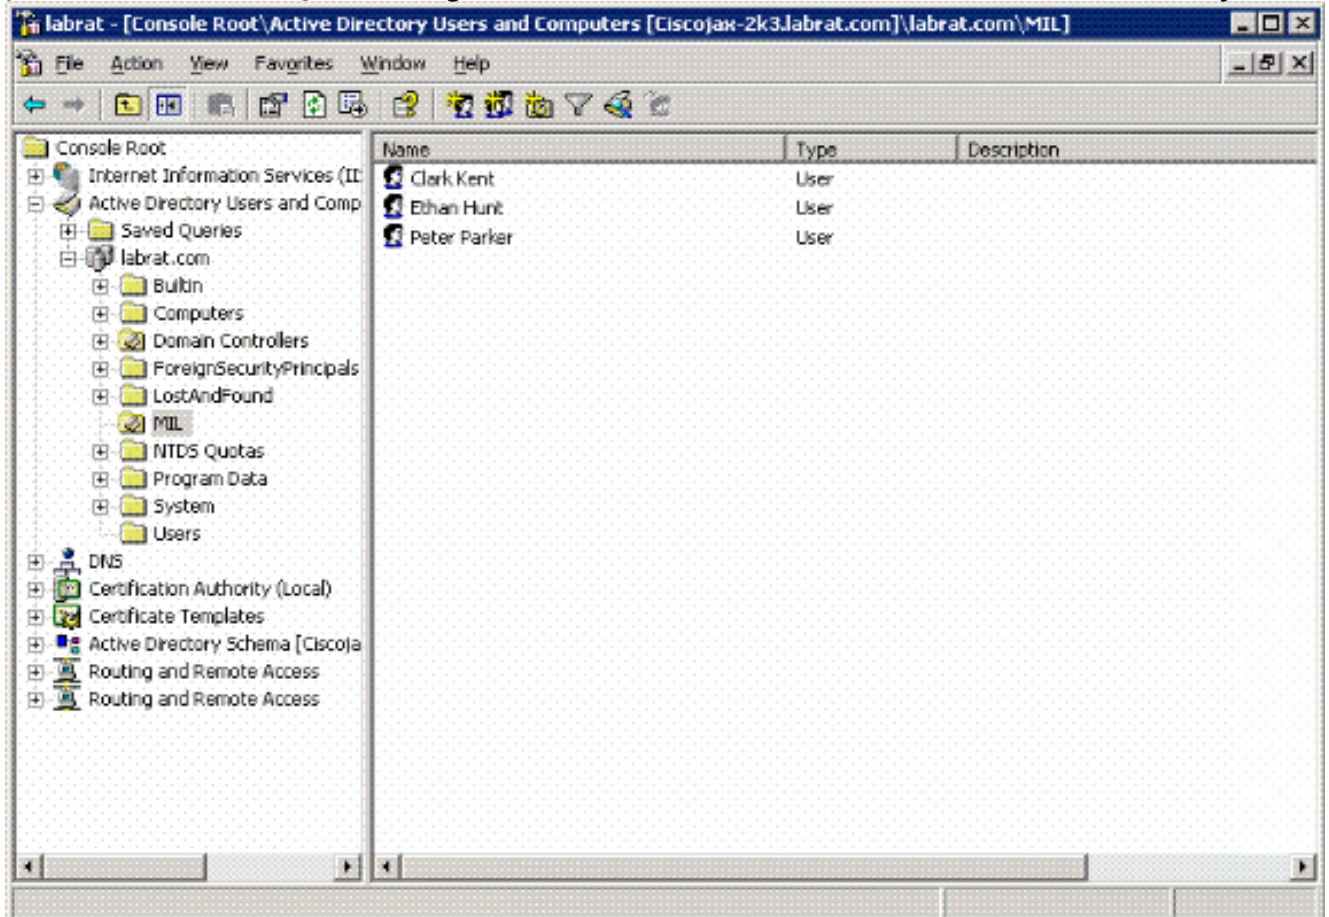 labrat - [Console Root\Active Directory Users and Computers [Ciscojax-2k3.labrat.com]\labrat.com\MIL]
File Action View Favorites Window Help
Console Root
Internet Information Services (II
Active Directory Users and Comp
Saved Queries
labrat.com
Builtin
Computers
Domain Controllers
ForeignSecurityPrincipals
LostAndFound
MIL
NTDS Quotas
Program Data
System
Users
DNS
Certification Authority (Local)
Certificate Templates
Active Directory Schema [Ciscoja
Routing and Remote Access
Routing and Remote Access
Name Type Description
Clark Kent User
Ethan Hunt User
Peter Parker User